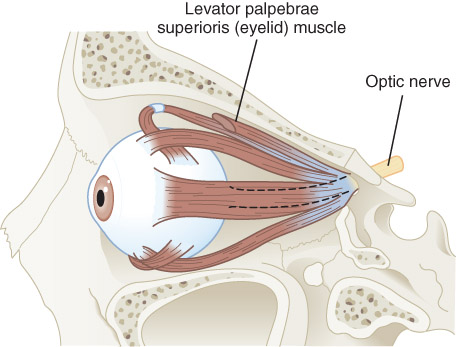 Levator palpebrae
superioris (eyelid) muscle
Optic nerve